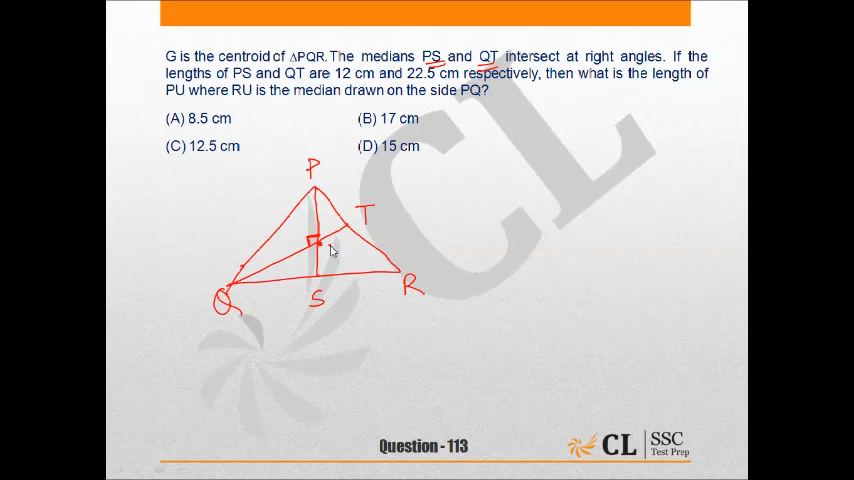 G is the centroid of ΔPQR. The medians PS and QT intersect at right angles. If the
lengths of PS and QT are 12 cm and 22.5 cm respectively, then what is the length of
PU where RU is the median drawn on the side PQ?
(A) 8.5 cm (B) 17 cm
(C) 12.5 cm (D) 15 cm
P
T
Q
S
R
CL
Question - 113
CL SSC
Test Prep